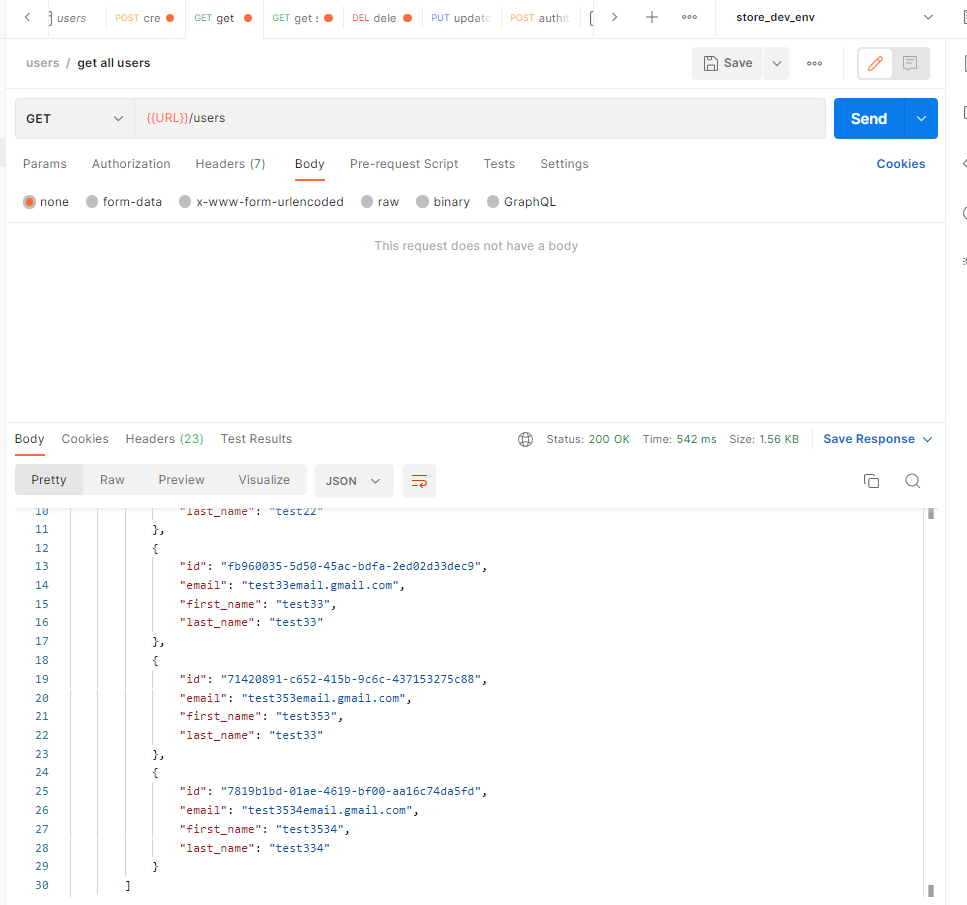 users POST cre GET get GET get s DEL dele PUT update POST authit store_dev_env
users / get all users Save
GET {{URL}}/users Send
Params Authorization Headers (7) Body Pre-request Script Tests Settings Cookies
none form-data x-www-form-urlencoded raw binary GraphQL
This request does not have a body
Body Cookies Headers (23) Test Results Status: 200 OK Time: 542 ms Size: 1.56 KB Save Response
Pretty Raw Preview Visualize JSON
10 "last_name": "test22"
11 },
12 {
13 "id": "fb960035-5d50-45ac-bdfa-2ed02d33dec9",
14 "email": "test33email.gmail.com",
15 "first_name": "test33",
16 "last_name": "test33"
17 },
18 {
19 "id": "71420891-c652-415b-9c6c-437153275c88",
20 "email": "test353email.gmail.com",
21 "first_name": "test353",
22 "last_name": "test33"
23 },
24 {
25 "id": "7819b1bd-01ae-4619-bf00-aa16c74da5fd",
26 "email": "test3534email.gmail.com",
27 "first_name": "test3534",
28 "last_name": "test334"
29 }
30 ]